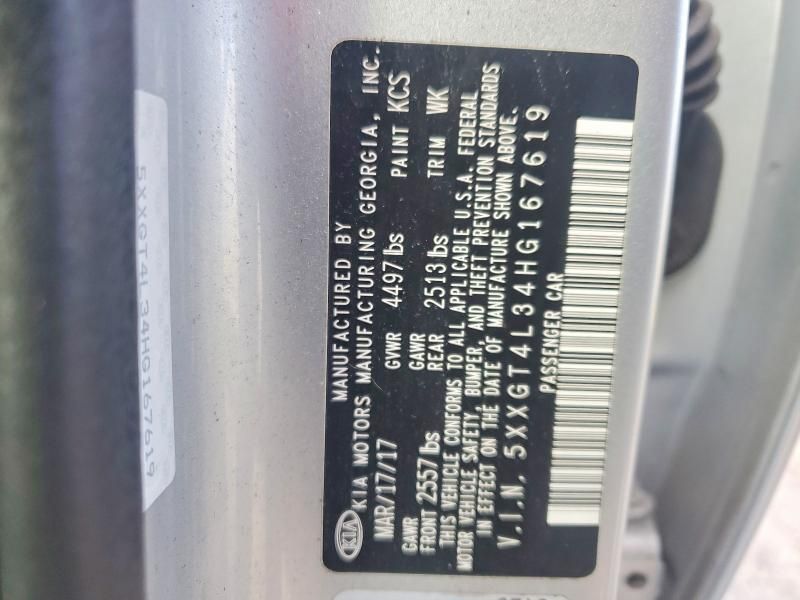 MANUFACTURED BY
KIA KIA MOTORS MANUFACTURING GEORGIA, INC.
MAR/17/17 GVWR 4497 lbs PAINT KCS
GAWR FRONT 2557 lbs GAWR REAR 2513 lbs TRIM WK
THIS VEHICLE CONFORMS TO ALL APPLICABLE U.S.A. FEDERAL
MOTOR VEHICLE SAFETY, BUMPER, AND THEFT PREVENTION STANDARDS
IN EFFECT ON THE DATE OF MANUFACTURE SHOWN ABOVE.
V.I.N. 5XXGT4L34HG167619
PASSENGER CAR
5XXGT4L34HG167619